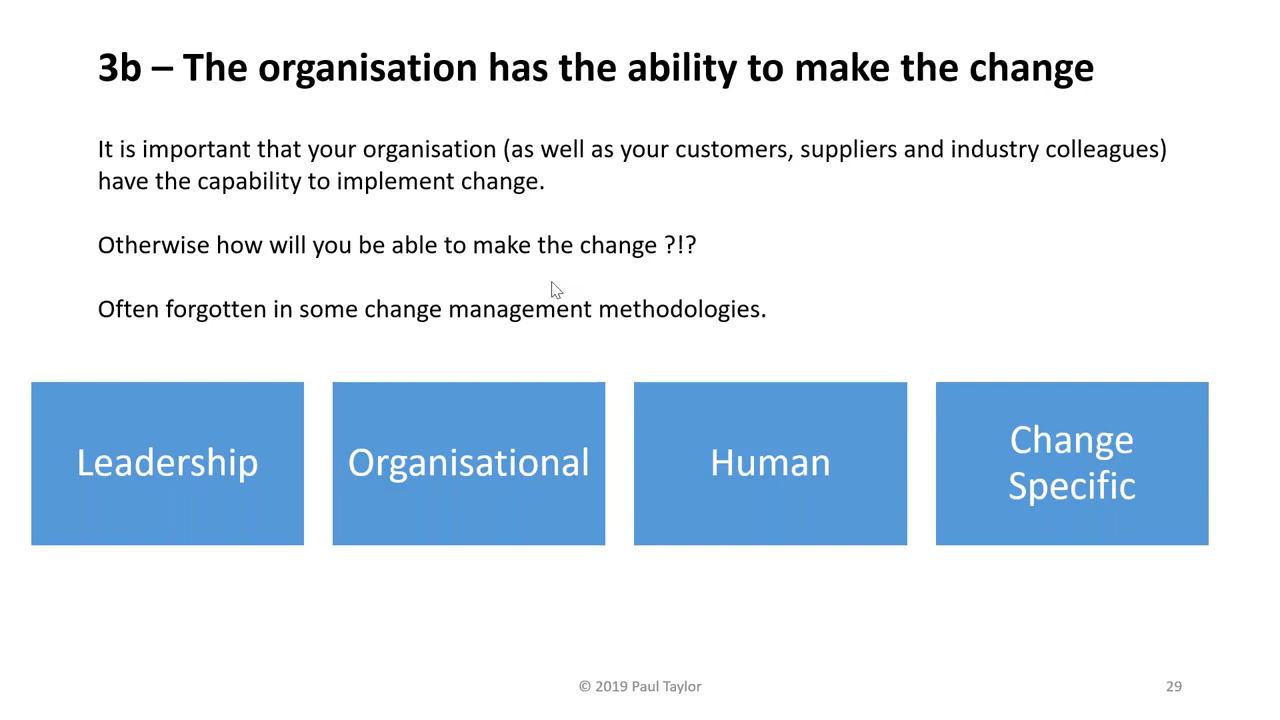 3b – The organisation has the ability to make the change
It is important that your organisation (as well as your customers, suppliers and industry colleagues)
have the capability to implement change.
Otherwise how will you be able to make the change ?!?
Often forgotten in some change management methodologies.
Leadership
Organisational
Human
Change
Specific
© 2019 Paul Taylor
29